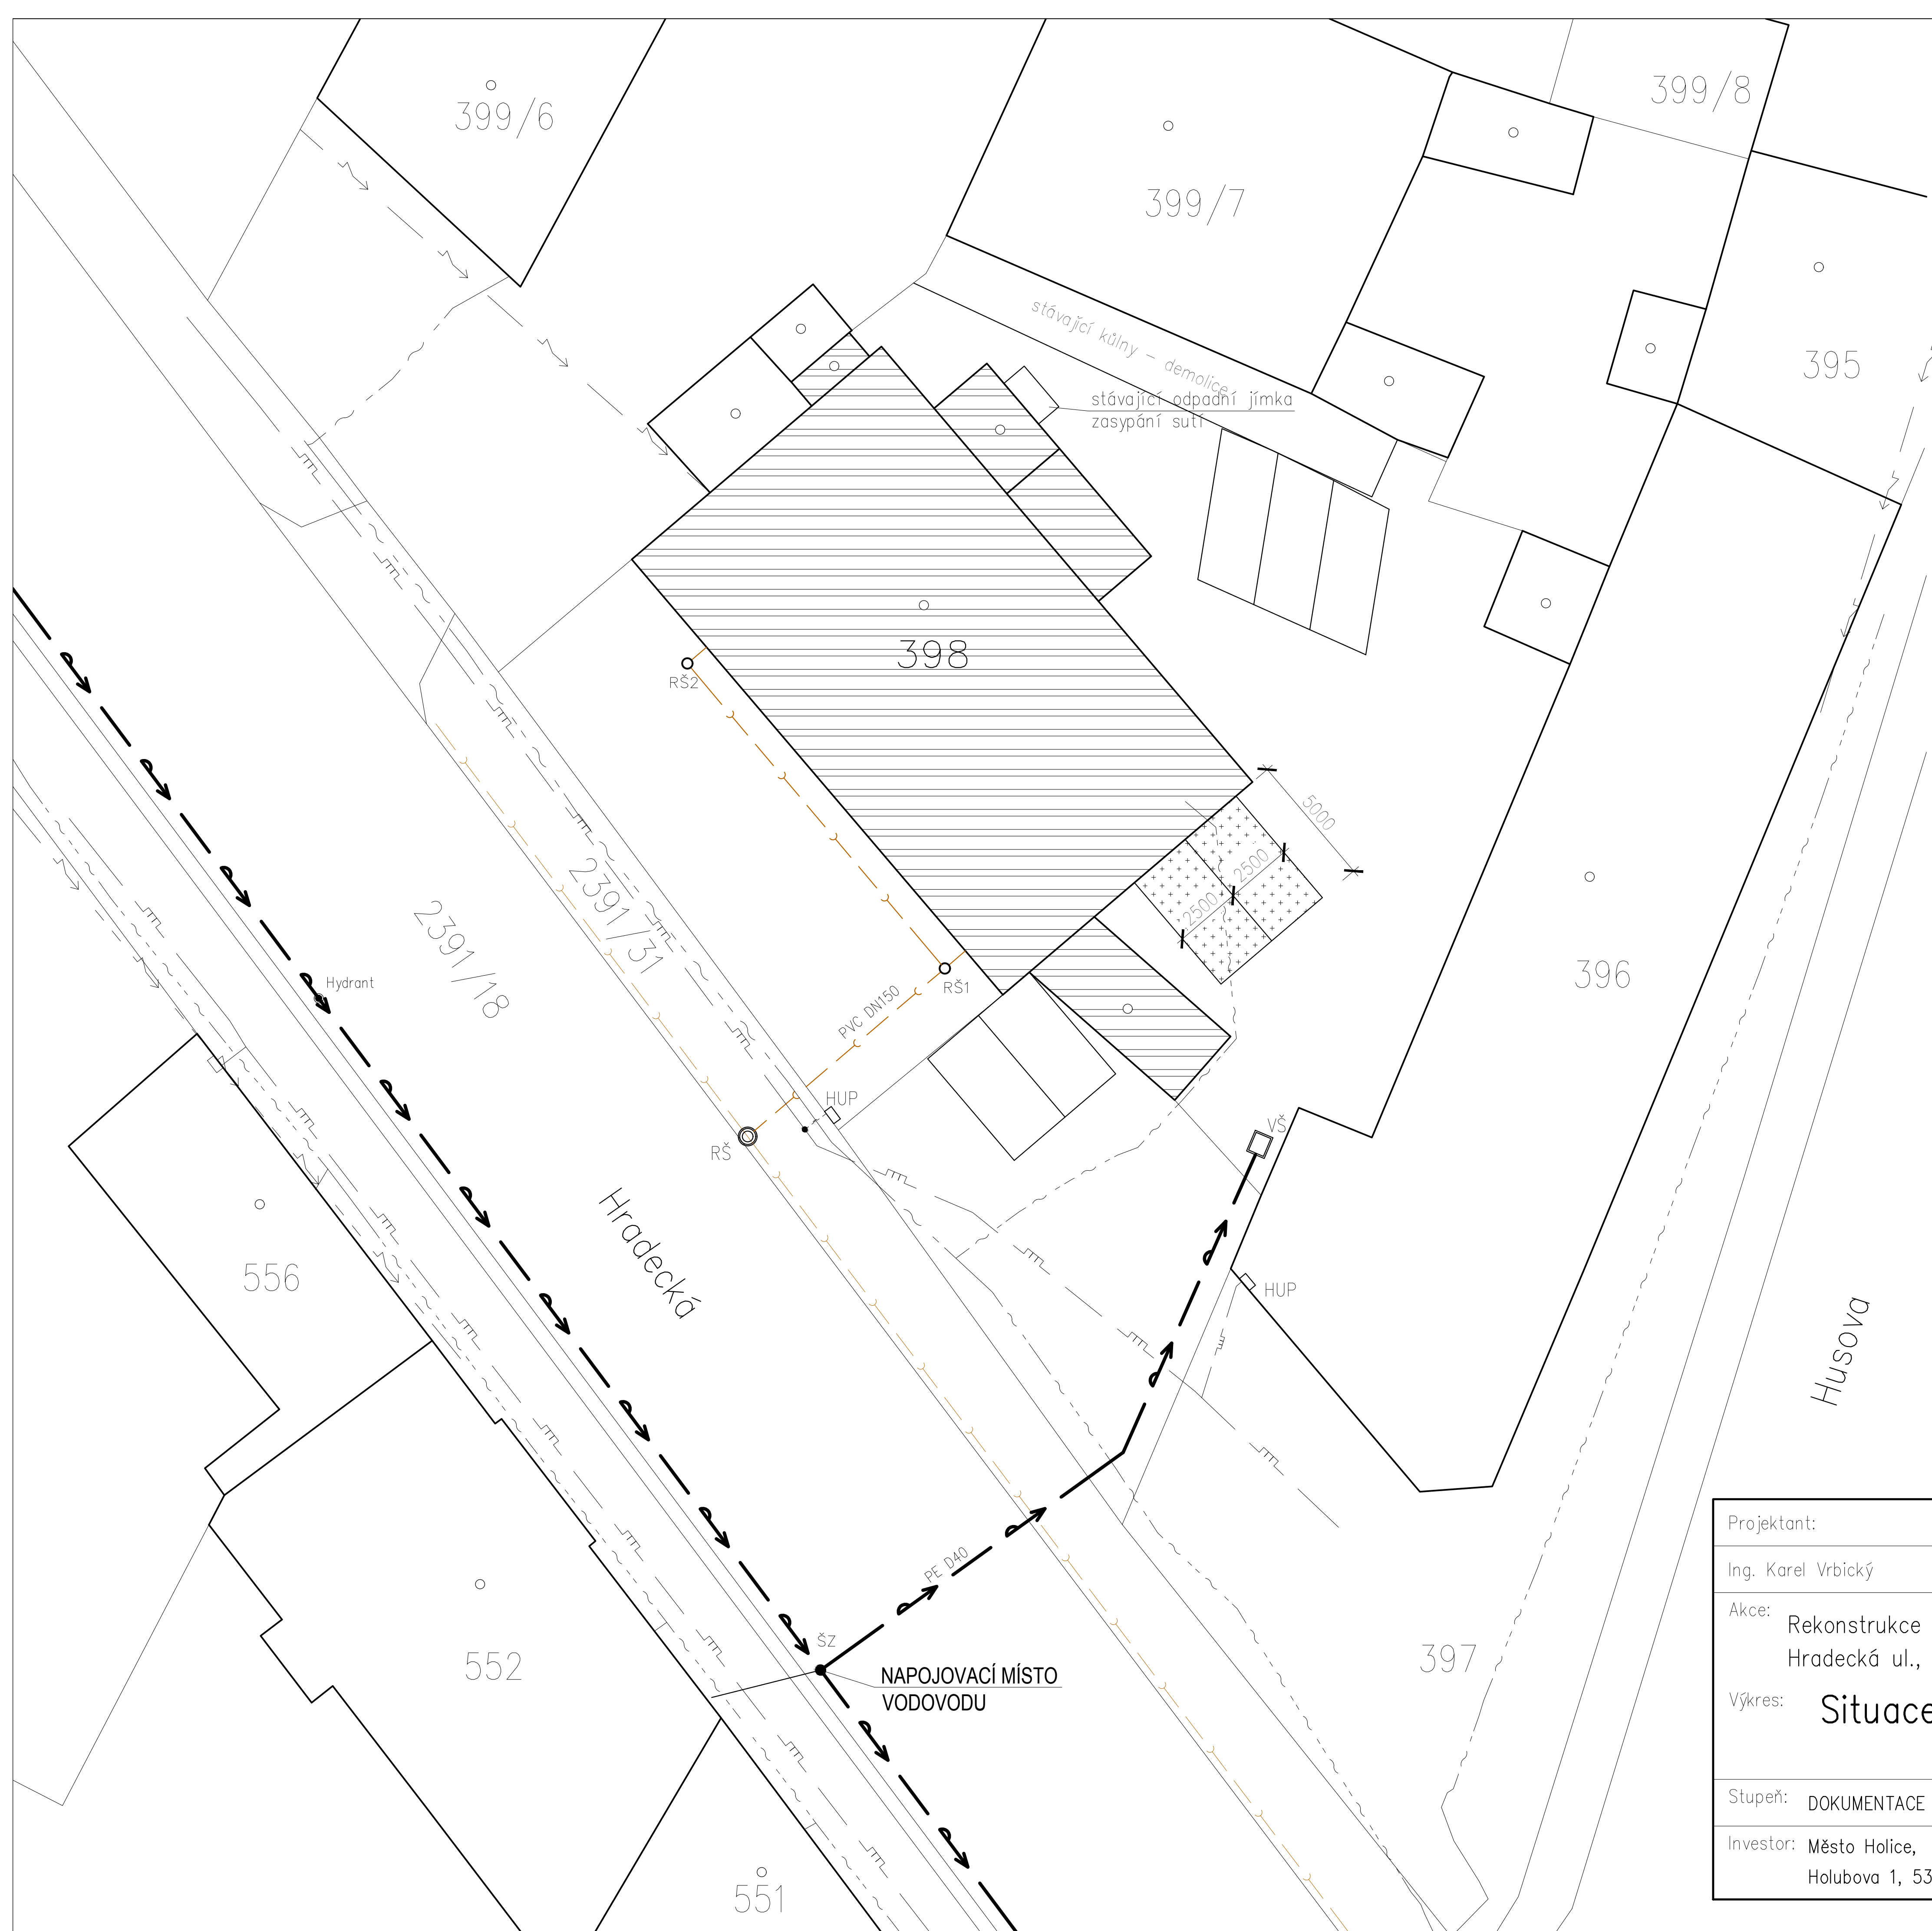 399/6
399/7
399/8
395
stávající kůlny – demolice
stávající odpadní jímka
zasypání sutí
398
RŠ2
5000
2500
2500
396
2391/31
2391/18
Hydrant
RŠ1
PVC DN150
HUP
RŠ
VŠ
HUP
Hradecká
556
Husova
PE D40
ŠZ
NAPOJOVACÍ MÍSTO
VODOVODU
552
397
551
Projektant:
Ing. Karel Vrbický
Akce:
Rekonstrukce
Hradecká ul.,
Výkres:
Situace
Stupeň:
DOKUMENTACE
Investor:
Město Holice,
Holubova 1, 53